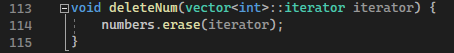 113 void deleteNum(vector<int>::iterator iterator) {
114 numbers.erase(iterator);
115 }